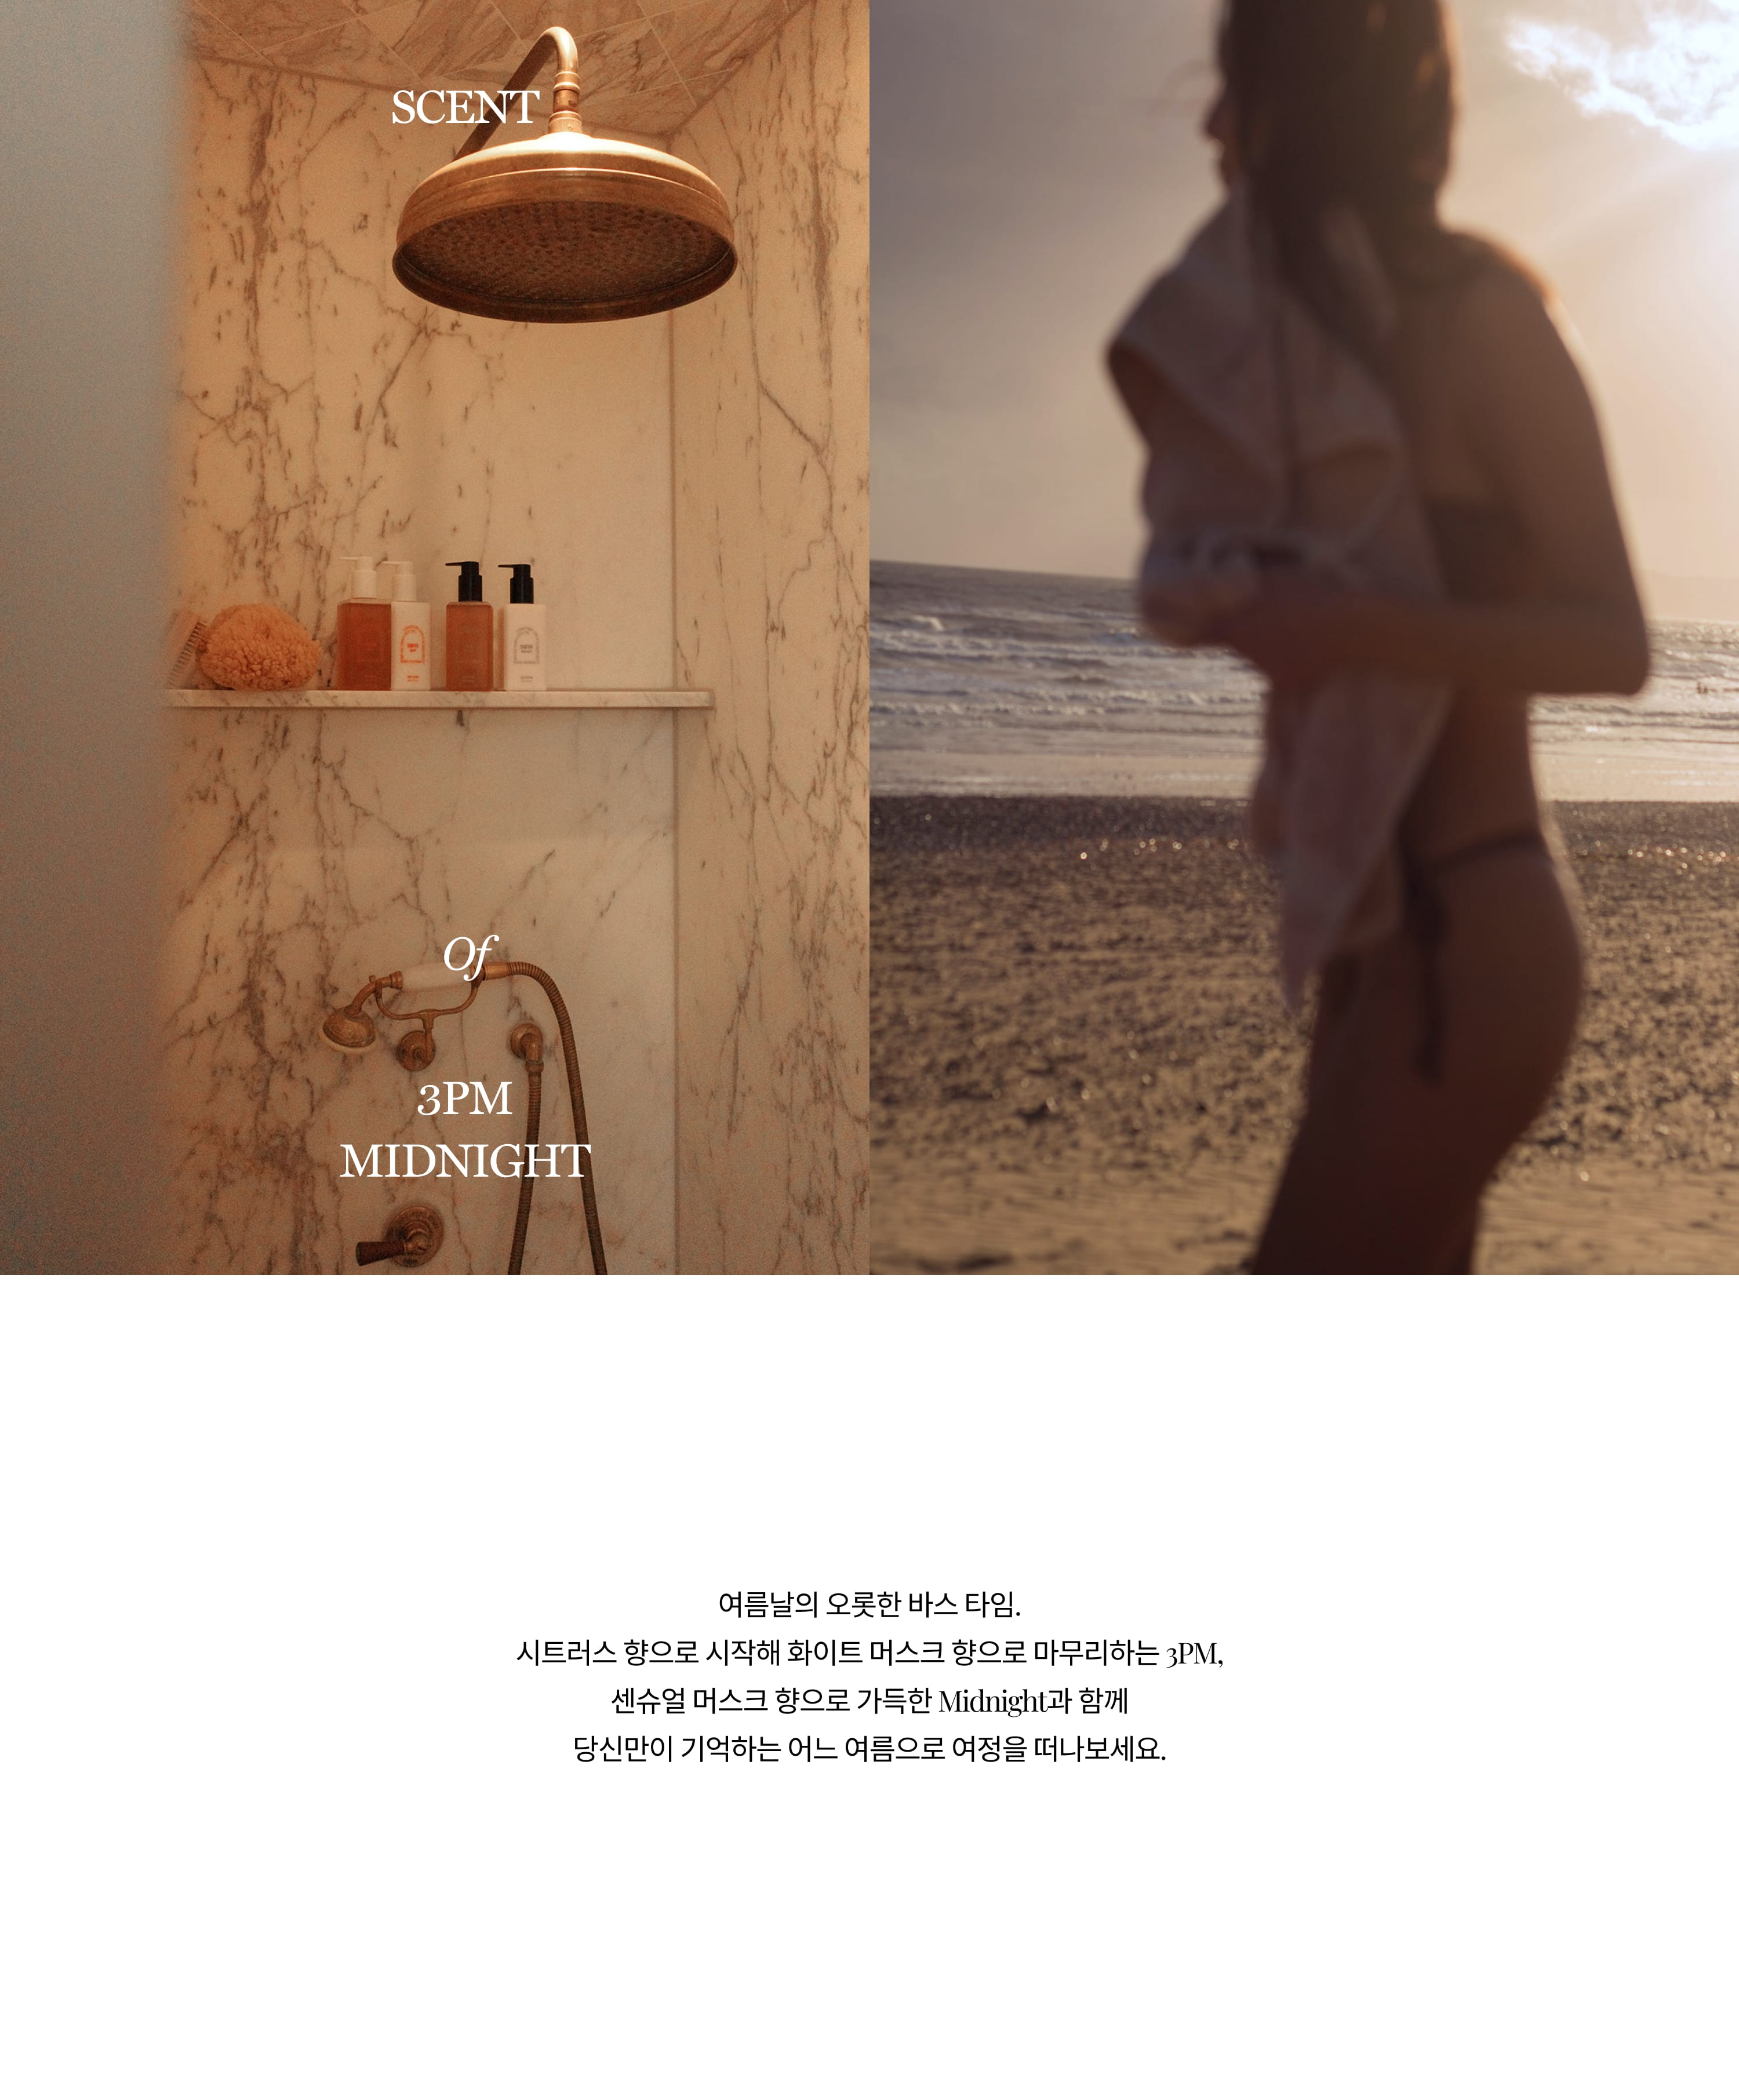 SCENT
Of
3PM
MIDNIGHT
여름날의 오롯한 바스 타임.
시트러스 향으로 시작해 화이트 머스크 향으로 마무리하는 3PM,
센슈얼 머스크 향으로 가득한 Midnight과 함께
당신만이 기억하는 어느 여름으로 여정을 떠나보세요.